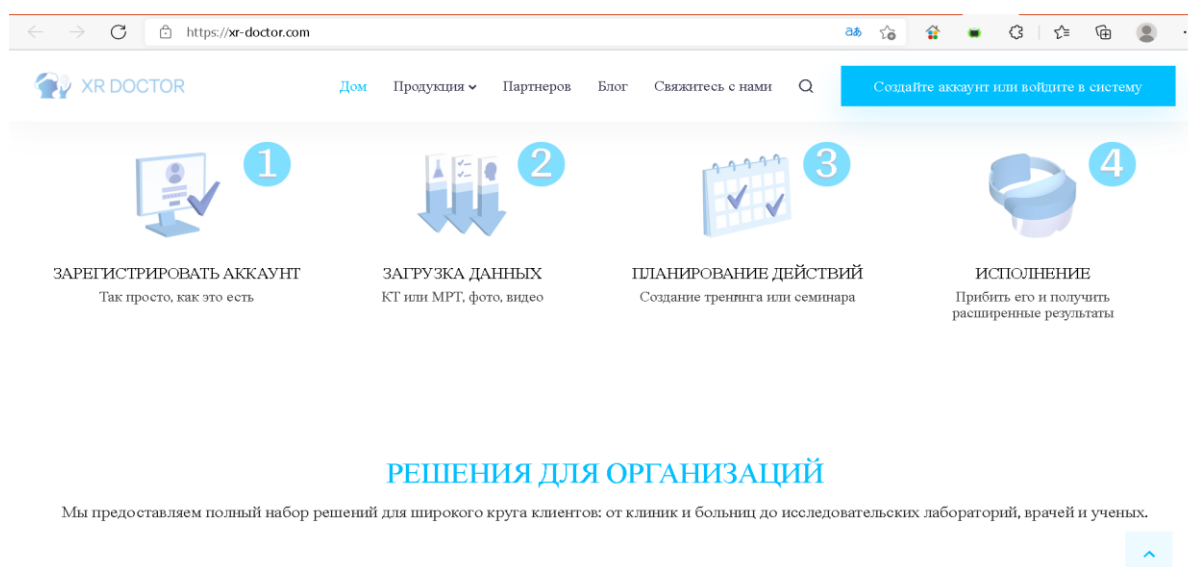 https://xr-doctor.com
XR DOCTOR Дом Продукция Партнеров Блог Свяжитесь с нами Создайте аккаунт или войдите в систему
1 2 3 4
ЗАРЕГИСТРИРОВАТЬ АККАУНТ ЗАГРУЗКА ДАННЫХ ПЛАНИРОВАНИЕ ДЕЙСТВИЙ ИСПОЛНЕНИЕ
Так просто, как это есть КТ или МРТ, фото, видео Создание тренинга или семинара Прибить его и получить
расширенные результаты
РЕШЕНИЯ ДЛЯ ОРГАНИЗАЦИЙ
Мы предоставляем полный набор решений для широкого круга клиентов: от клиник и больниц до исследовательских лабораторий, врачей и ученых.